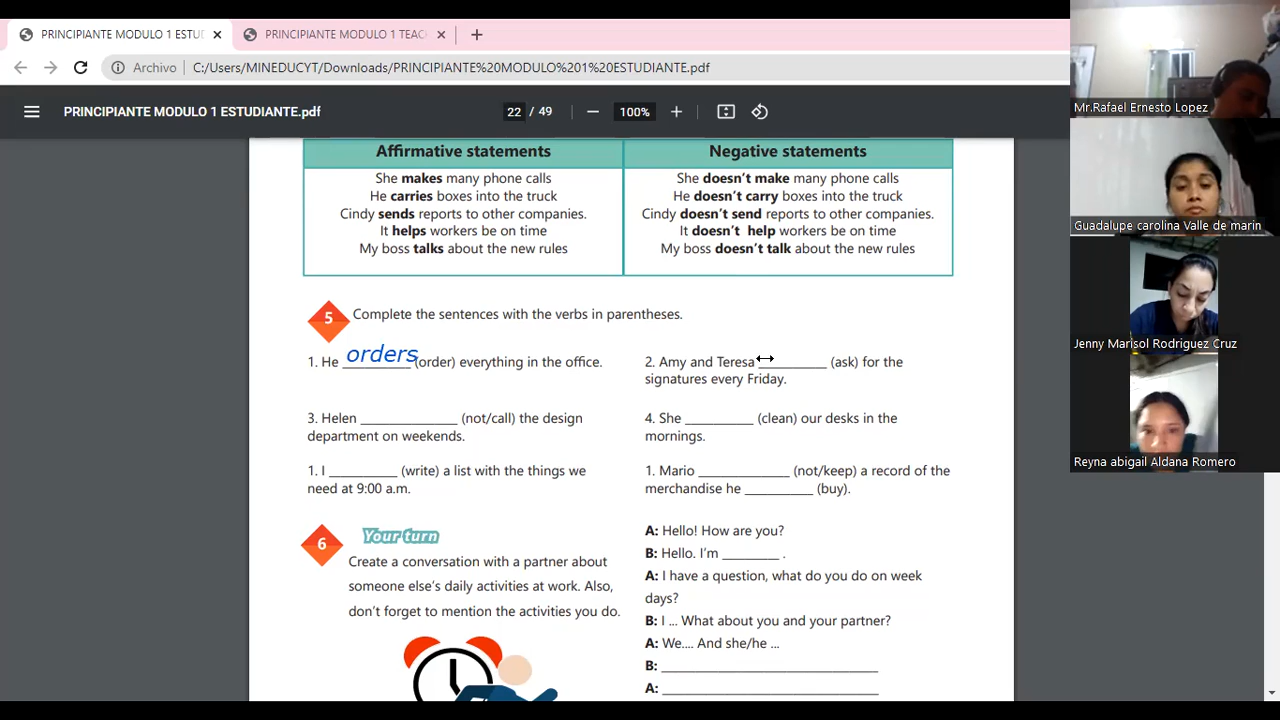 PRINCIPIANTE MODULO 1 ESTUD
PRINCIPIANTE MODULO 1 TEAC
Archivo
C:/Users/MINEDUCYT/Downloads/PRINCIPIANTE%20MODULO%201%20ESTUDIANTE.pdf
PRINCIPIANTE MODULO 1 ESTUDIANTE.pdf
22 / 49
100%
Affirmative statements
She makes many phone calls
He carries boxes into the truck
Cindy sends reports to other companies.
It helps workers be on time
My boss talks about the new rules
Negative statements
She doesn't make many phone calls
He doesn't carry boxes into the truck
Cindy doesn't send reports to other companies.
It doesn't help workers be on time
My boss doesn't talk about the new rules
5 Complete the sentences with the verbs in parentheses.
1. He orders (order) everything in the office.
2. Amy and Teresa _________ (ask) for the
signatures every Friday.
3. Helen _____________ (not/call) the design
department on weekends.
4. She _________ (clean) our desks in the
mornings.
1. I _________ (write) a list with the things we
need at 9:00 a.m.
1. Mario ____________ (not/keep) a record of the
merchandise he _________ (buy).
6 Your turn
Create a conversation with a partner about
someone else's daily activities at work. Also,
don't forget to mention the activities you do.
A: Hello! How are you?
B: Hello. I'm ________ .
A: I have a question, what do you do on week
days?
B: I ... What about you and your partner?
A: We.... And she/he ...
B: _____________________________
A: _____________________________
Mr.Rafael Ernesto Lopez
Guadalupe carolina Valle de marin
Jenny Marisol Rodriguez Cruz
Reyna abigail Aldana Romero